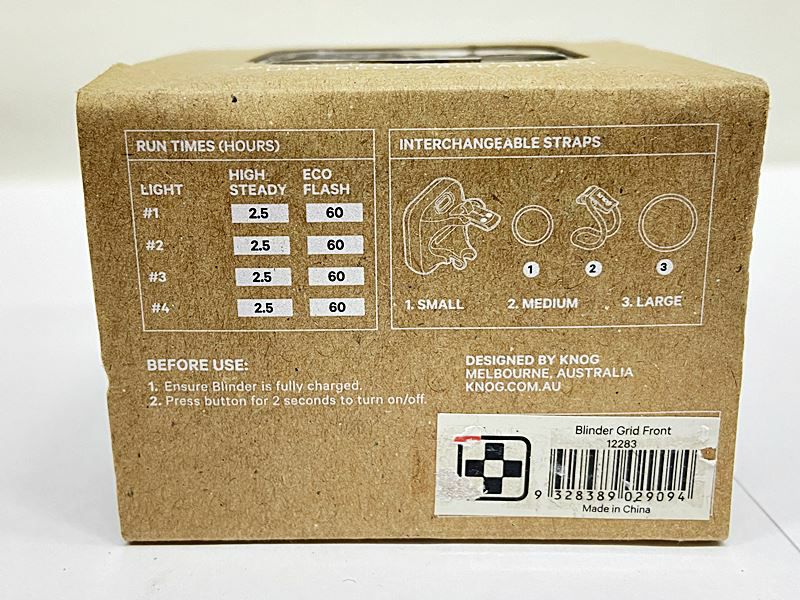 RUN TIMES (HOURS)
LIGHT HIGH STEADY ECO FLASH
#1 2.5 60
#2 2.5 60
#3 2.5 60
#4 2.5 60
INTERCHANGEABLE STRAPS
1 2 3
1. SMALL 2. MEDIUM 3. LARGE
BEFORE USE:
1. Ensure Blinder is fully charged.
2. Press button for 2 seconds to turn on/off.
DESIGNED BY KNOG
MELBOURNE, AUSTRALIA
KNOG.COM.AU
Blinder Grid Front
12283
9 328389 029094
Made in China